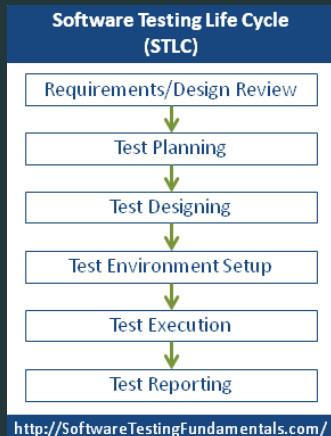 Software Testing Life Cycle
(STLC)
Requirements/Design Review
Test Planning
Test Designing
Test Environment Setup
Test Execution
Test Reporting
http://SoftwareTestingFundamentals.com/